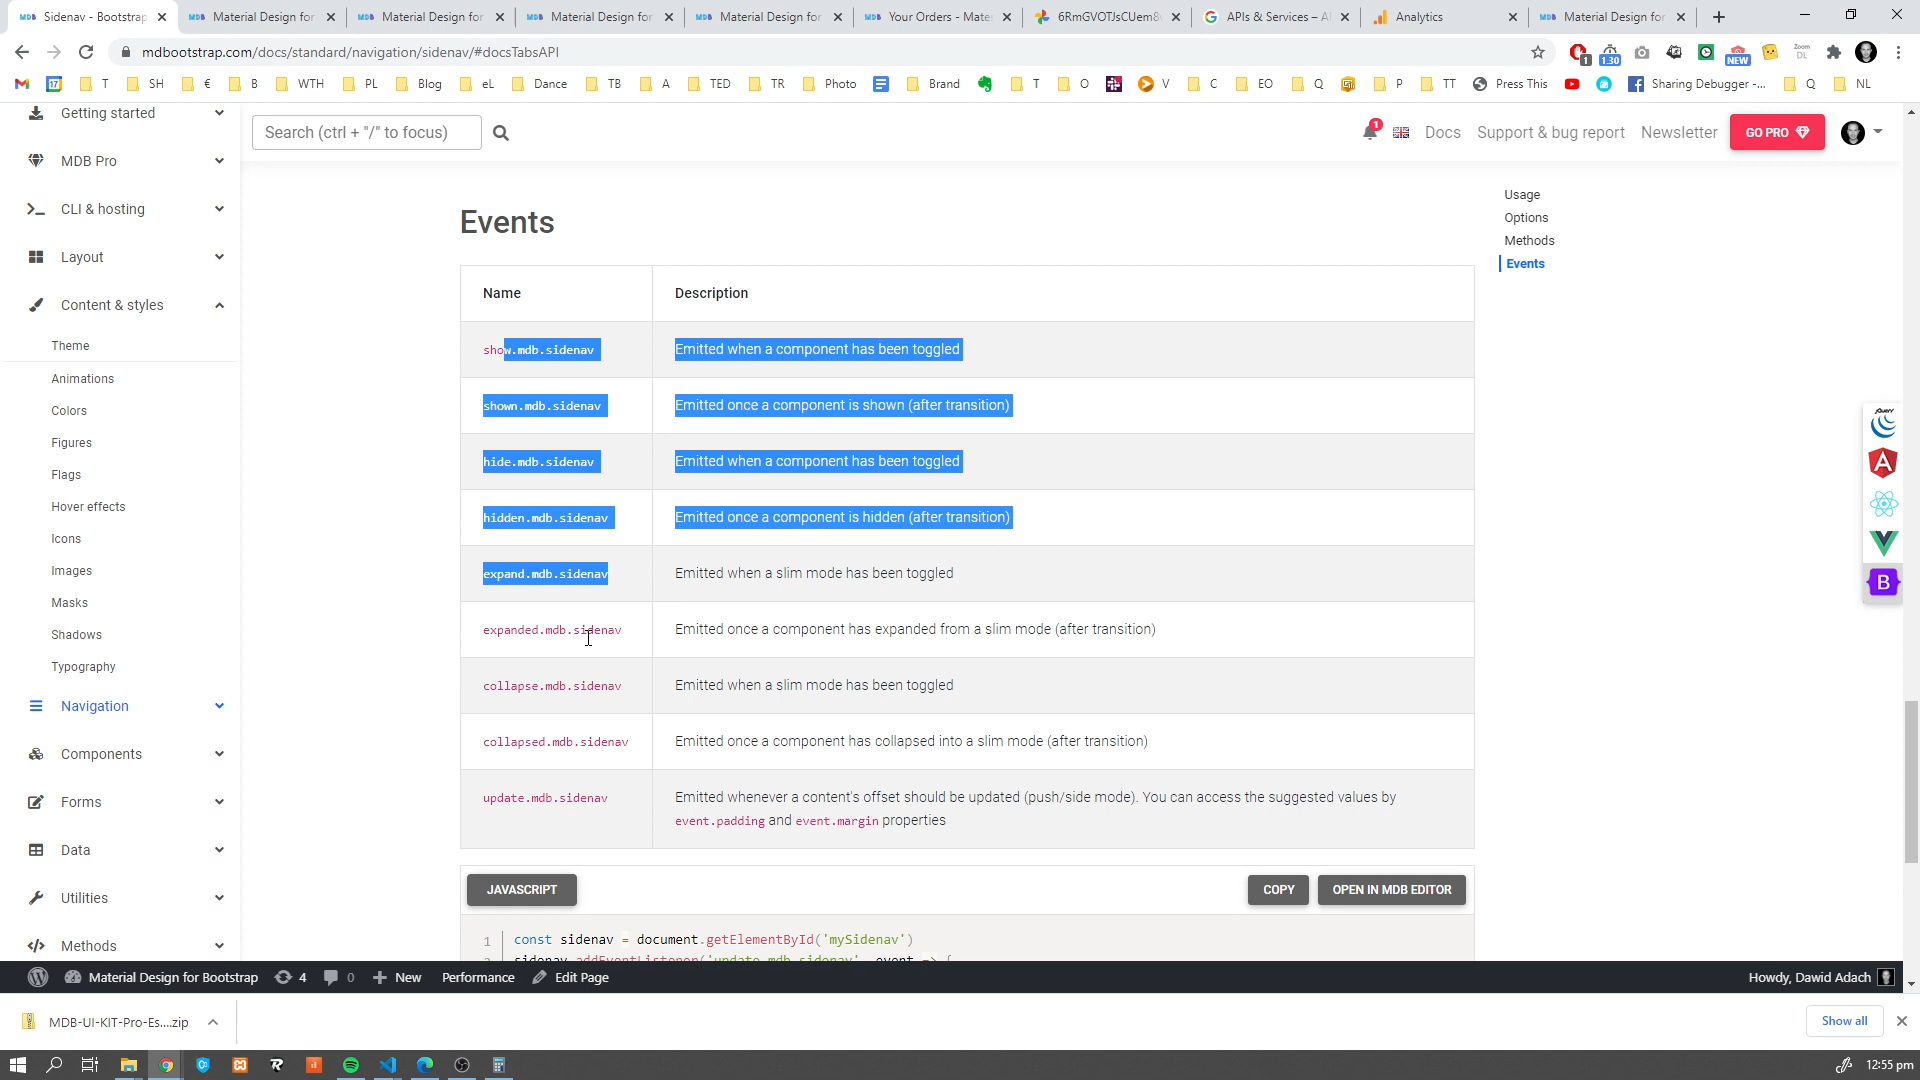 Sidenav - Bootstrap
Material Design for
Material Design for
Material Design for
Material Design for
Your Orders - Mate
6RmGVOTJsCUem8
APIs & Services – A
Analytics
Material Design for
mdbootstrap.com/docs/standard/navigation/sidenav/#docsTabsAPI
1
1.30
NEW
Zoom
DL
T
SH
€
B
WTH
PL
Blog
eL
Dance
TB
A
TED
TR
Photo
Brand
T
O
V
C
EO
Q
P
TT
Press This
Sharing Debugger -...
Q
NL
Getting started
MDB Pro
CLI & hosting
Layout
Content & styles
Theme
Animations
Colors
Figures
Flags
Hover effects
Icons
Images
Masks
Shadows
Typography
Navigation
Components
Forms
Data
Utilities
Methods
Search (ctrl + "/" to focus)
1
Docs
Support & bug report
Newsletter
GO PRO
Usage
Options
Methods
Events
Events
Name Description
show.mdb.sidenav Emitted when a component has been toggled
shown.mdb.sidenav Emitted once a component is shown (after transition)
hide.mdb.sidenav Emitted when a component has been toggled
hidden.mdb.sidenav Emitted once a component is hidden (after transition)
expand.mdb.sidenav Emitted when a slim mode has been toggled
expanded.mdb.sidenav Emitted once a component has expanded from a slim mode (after transition)
collapse.mdb.sidenav Emitted when a slim mode has been toggled
collapsed.mdb.sidenav Emitted once a component has collapsed into a slim mode (after transition)
update.mdb.sidenav Emitted whenever a content's offset should be updated (push/side mode). You can access the suggested values by
event.padding and event.margin properties
JAVASCRIPT
COPY
OPEN IN MDB EDITOR
1 const sidenav = document.getElementById('mySidenav')
sidenav.addEventListener('update.mdb.sidenav', event => {
jQuery
B
Material Design for Bootstrap
4
0
New
Performance
Edit Page
Howdy, Dawid Adach
MDB-UI-KIT-Pro-Es....zip
Show all
12:55 pm